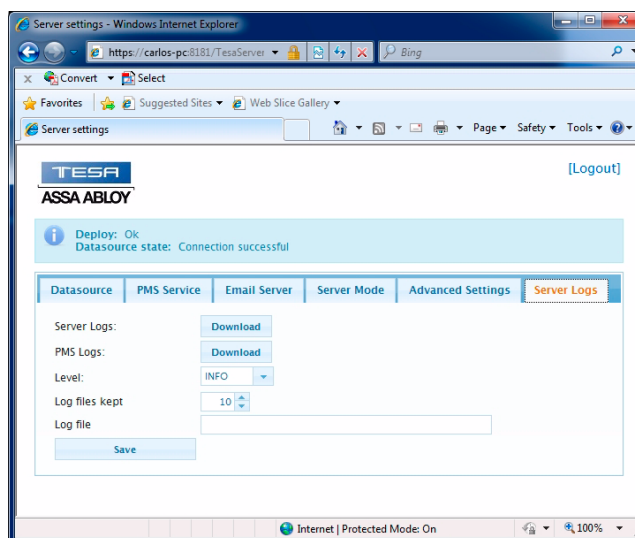 Server settings - Windows Internet Explorer
https://carlos-pc:8181/TesaServer
Bing
x Convert Select
Favorites Suggested Sites Web Slice Gallery
Server settings Page Safety Tools
TESA
ASSA ABLOY
[Logout]
Deploy: Ok
Datasource state: Connection successful
Datasource PMS Service Email Server Server Mode Advanced Settings Server Logs
Server Logs: Download
PMS Logs: Download
Level: INFO
Log files kept 10
Log file
Save
Internet | Protected Mode: On 100%